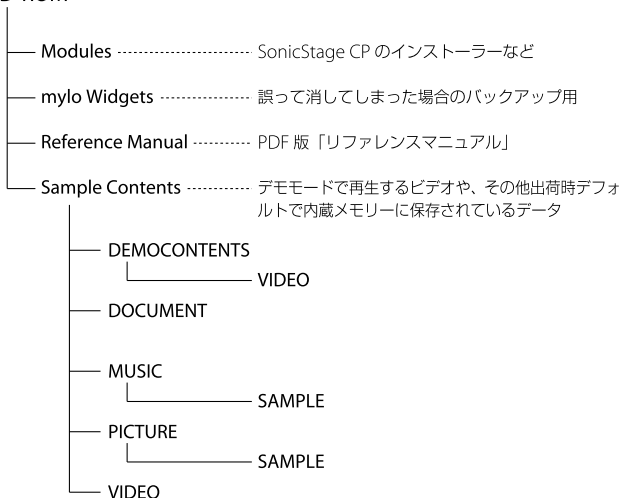 Modules SonicStage CP のインストーラーなど
mylo Widgets 誤って消してしまった場合のバックアップ用
Reference Manual PDF 版「リファレンスマニュアル」
Sample Contents デモモードで再生するビデオや、その他出荷時デフォ
ルトで内蔵メモリーに保存されているデータ
DEMOCONTENTS
VIDEO
DOCUMENT
MUSIC
SAMPLE
PICTURE
SAMPLE
VIDEO